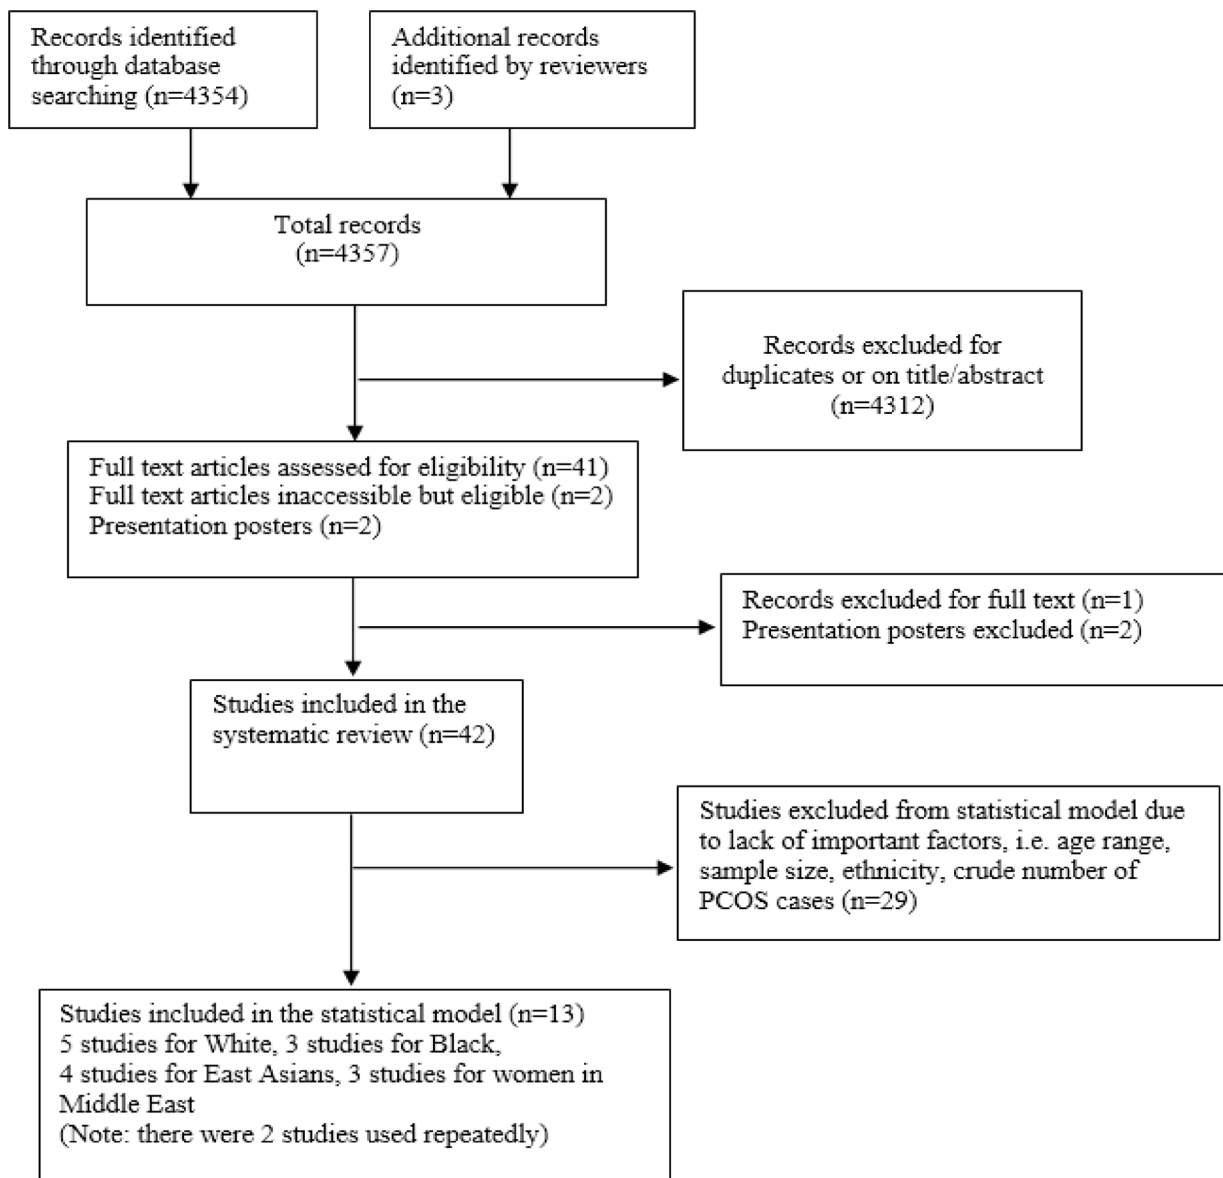 Records identified
through database
searching (n=4354)
Additional records
identified by reviewers
(n=3)
Total records
(n=4357)
Records excluded for
duplicates or on title/abstract
(n=4312)
Full text articles assessed for eligibility (n=41)
Full text articles inaccessible but eligible (n=2)
Presentation posters (n=2)
Records excluded for full text (n=1)
Presentation posters excluded (n=2)
Studies included in the
systematic review (n=42)
Studies excluded from statistical model due
to lack of important factors, i.e. age range,
sample size, ethnicity, crude number of
PCOS cases (n=29)
Studies included in the statistical model (n=13)
5 studies for White, 3 studies for Black,
4 studies for East Asians, 3 studies for women in
Middle East
(Note: there were 2 studies used repeatedly)